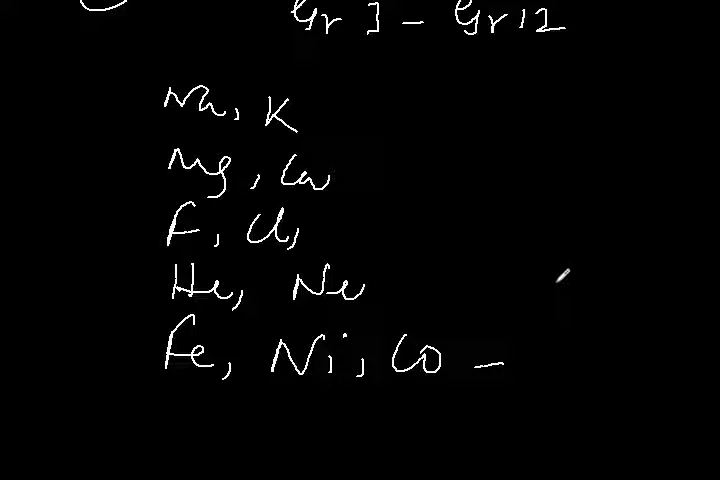 Gr 3 - Gr 12
Na, K
Mg, Ca
F, Cl,
He, Ne
Fe, Ni, Co -